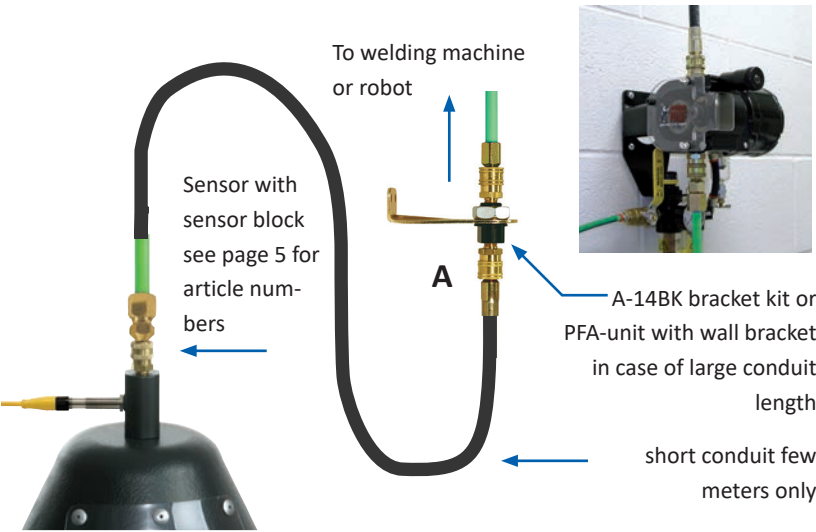 To welding machine
or robot
Sensor with
sensor block
see page 5 for
article num-
bers
A
A-14BK bracket kit or
PFA-unit with wall bracket
in case of large conduit
length
short conduit few
meters only